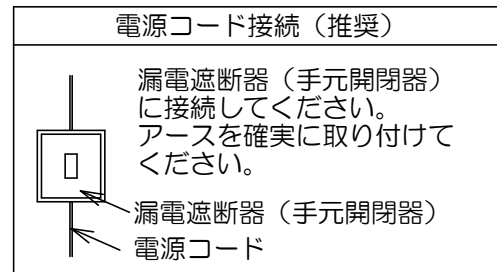 電源コード接続（推奨）
漏電遮断器（手元開閉器）
に接続してください。
アースを確実に取り付けて
ください。
漏電遮断器（手元開閉器）
電源コード